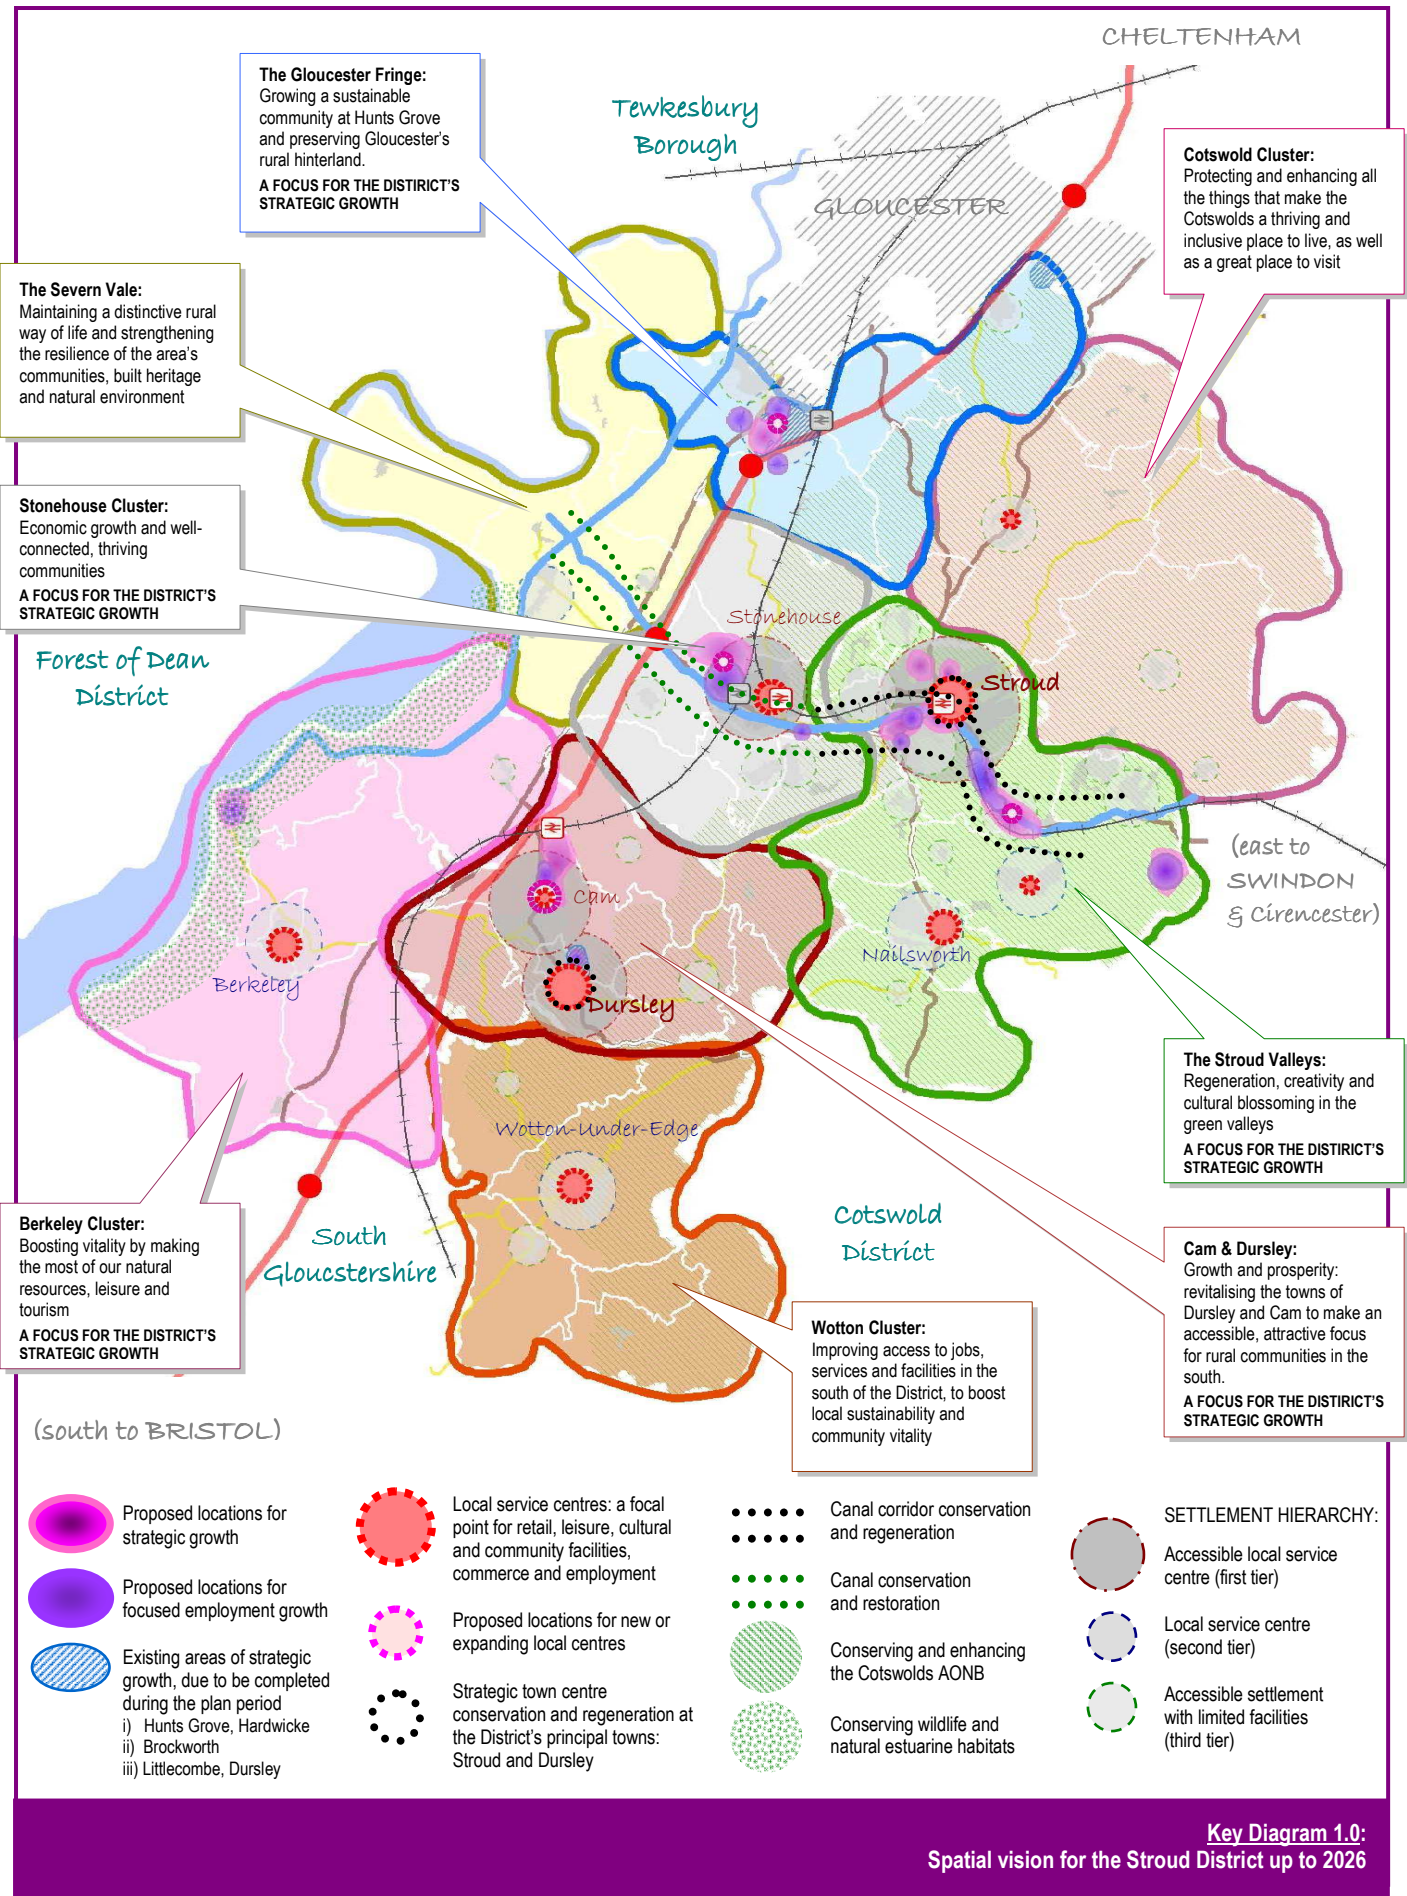 CHELTENHAM
The Gloucester Fringe:
Growing a sustainable
community at Hunts Grove
and preserving Gloucester's
rural hinterland.
A FOCUS FOR THE DISTIRICT'S
STRATEGIC GROWTH
Tewkesbury
Borough
Cotswold Cluster:
Protecting and enhancing all
the things that make the
Cotswolds a thriving and
inclusive place to live, as well
as a great place to visit
GLOUCESTER
The Severn Vale:
Maintaining a distinctive rural
way of life and strengthening
the resilience of the area's
communities, built heritage
and natural environment
Stonehouse Cluster:
Economic growth and well-
connected, thriving
communities
A FOCUS FOR THE DISTRICT'S
STRATEGIC GROWTH
Stonehouse
Forest of Dean
District
Stroud
(east to
SWINDON
& Cirencester)
Cam
Nailsworth
Berkeley
Dursley
The Stroud Valleys:
Regeneration, creativity and
cultural blossoming in the
green valleys
A FOCUS FOR THE DISTIRICT'S
STRATEGIC GROWTH
Wotton-Under-Edge
Berkeley Cluster:
Boosting vitality by making
the most of our natural
resources, leisure and
tourism
A FOCUS FOR THE DISTRICT'S
STRATEGIC GROWTH
South
Gloucstershire
Cotswold
District
Cam & Dursley:
Growth and prosperity:
revitalising the towns of
Dursley and Cam to make an
accessible, attractive focus
for rural communities in the
south.
A FOCUS FOR THE DISTIRICT'S
STRATEGIC GROWTH
Wotton Cluster:
Improving access to jobs,
services and facilities in the
south of the District, to boost
local sustainability and
community vitality
(south to BRISTOL)
Proposed locations for
strategic growth
Proposed locations for
focused employment growth
Existing areas of strategic
growth, due to be completed
during the plan period
i) Hunts Grove, Hardwicke
ii) Brockworth
iii) Littlecombe, Dursley
Local service centres: a focal
point for retail, leisure, cultural
and community facilities,
commerce and employment
Proposed locations for new or
expanding local centres
Strategic town centre
conservation and regeneration at
the District's principal towns:
Stroud and Dursley
Canal corridor conservation
and regeneration
Canal conservation
and restoration
Conserving and enhancing
the Cotswolds AONB
Conserving wildlife and
natural estuarine habitats
SETTLEMENT HIERARCHY:
Accessible local service
centre (first tier)
Local service centre
(second tier)
Accessible settlement
with limited facilities
(third tier)
Key Diagram 1.0:
Spatial vision for the Stroud District up to 2026